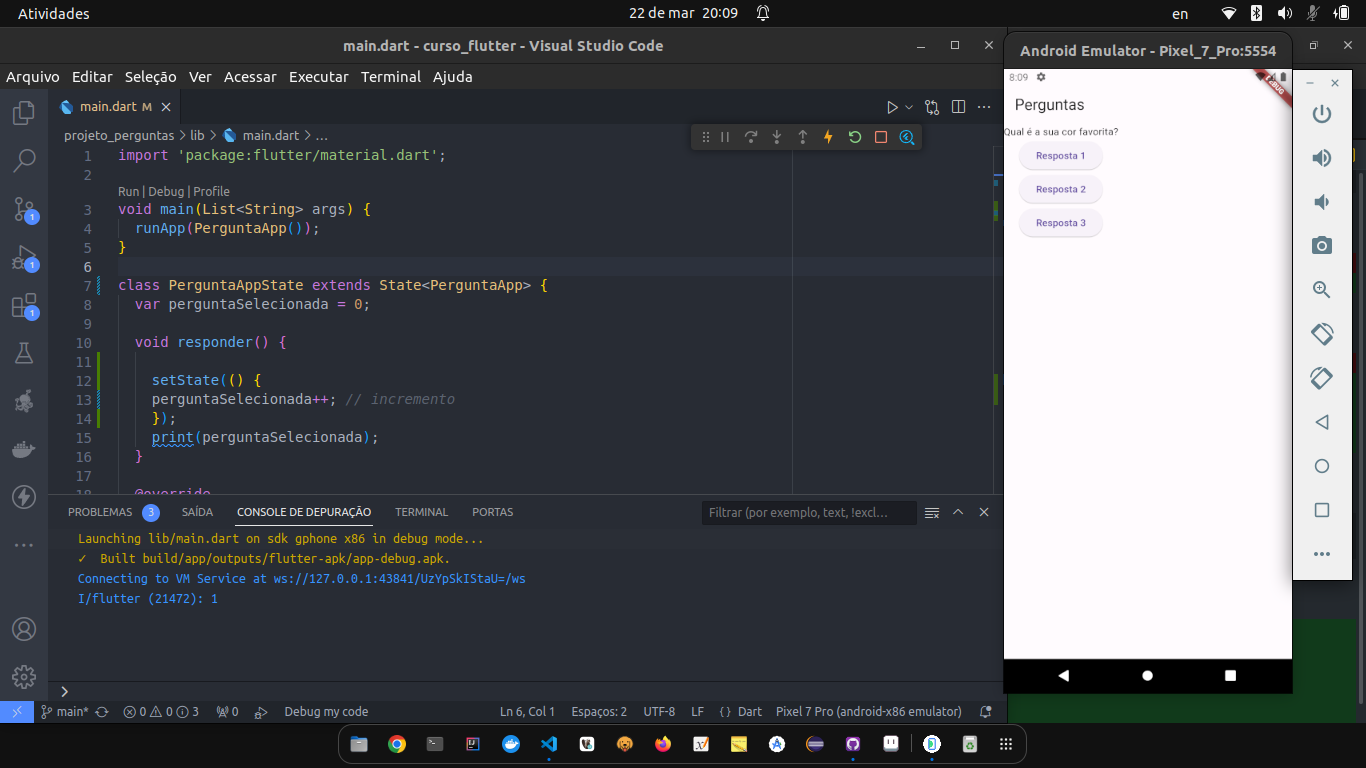 Atividades
22 de mar 20:09
en
main.dart - curso_flutter - Visual Studio Code
Arquivo Editar Seleção Ver Acessar Executar Terminal Ajuda
main.dart M
projeto_perguntas > lib > main.dart > ...
1 import 'package:flutter/material.dart';
2
Run | Debug | Profile
3 void main(List<String> args) {
4 runApp(PerguntaApp());
5 }
6
7 class PerguntaAppState extends State<PerguntaApp> {
8 var perguntaSelecionada = 0;
9
10 void responder() {
11
12 setState(() {
13 perguntaSelecionada++; // incremento
14 });
15 print(perguntaSelecionada);
16 }
17
18 @override
1
1
1
PROBLEMAS 3 SAÍDA CONSOLE DE DEPURAÇÃO TERMINAL PORTAS
Filtrar (por exemplo, text, !excl...
Launching lib/main.dart on sdk gphone x86 in debug mode...
✓ Built build/app/outputs/flutter-apk/app-debug.apk.
Connecting to VM Service at ws://127.0.0.1:43841/UzYpSkIStaU=/ws
I/flutter (21472): 1
main* 0 0 3 0 Debug my code
Ln 6, Col 1 Espaços: 2 UTF-8 LF { } Dart Pixel 7 Pro (android-x86 emulator)
Android Emulator - Pixel_7_Pro:5554
8:09
DEBUG
Perguntas
Qual é a sua cor favorita?
Resposta 1
Resposta 2
Resposta 3